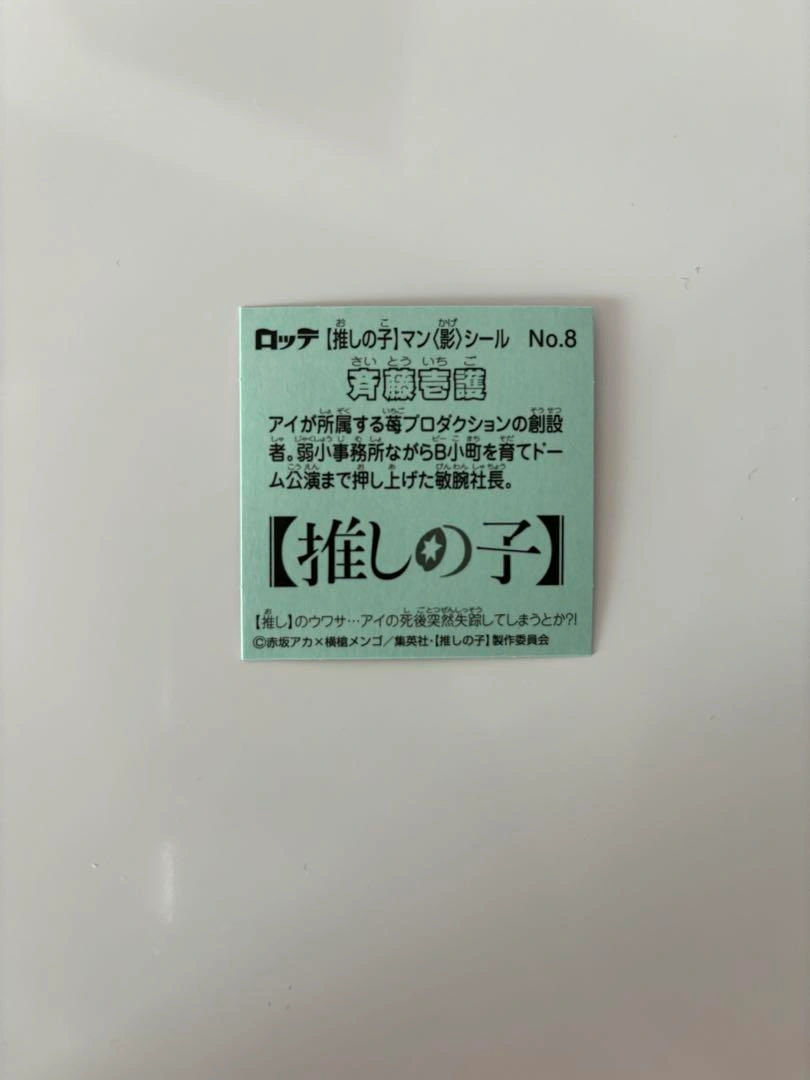 ロッテ【推しの子】マン〈影〉シール No.8
斉藤壱護
アイが所属する苺プロダクションの創設
者。弱小事務所ながらB小町を育てドー
ム公演まで押し上げた敏腕社長。
【推しの子】
【推し】のウワサ…アイの死後突然失踪してしまうとか?!
©赤坂アカ×横槍メンゴ／集英社・【推しの子】製作委員会